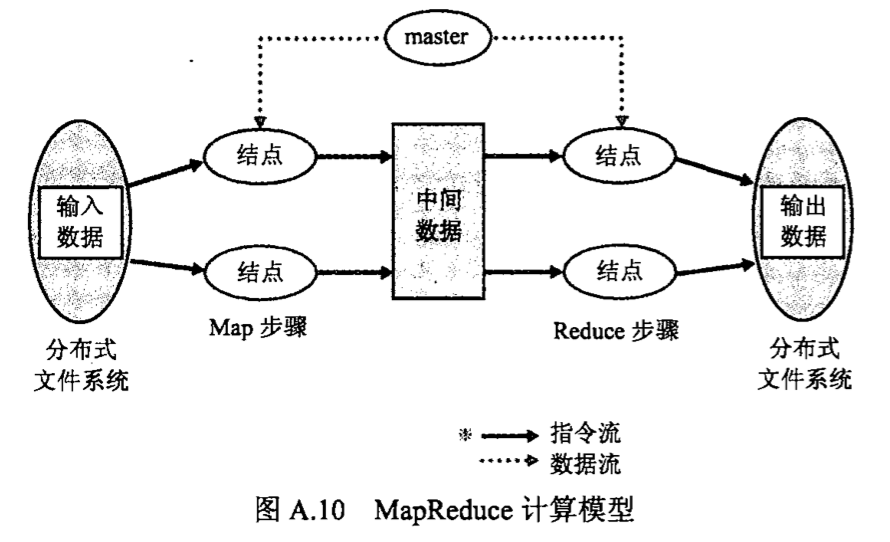 master
结点
结点
输入
数据
中间
数据
输出
数据
结点
结点
Map 步骤
Reduce 步骤
分布式
文件系统
分布式
文件系统
※ 指令流
数据流
图 A.10 MapReduce 计算模型